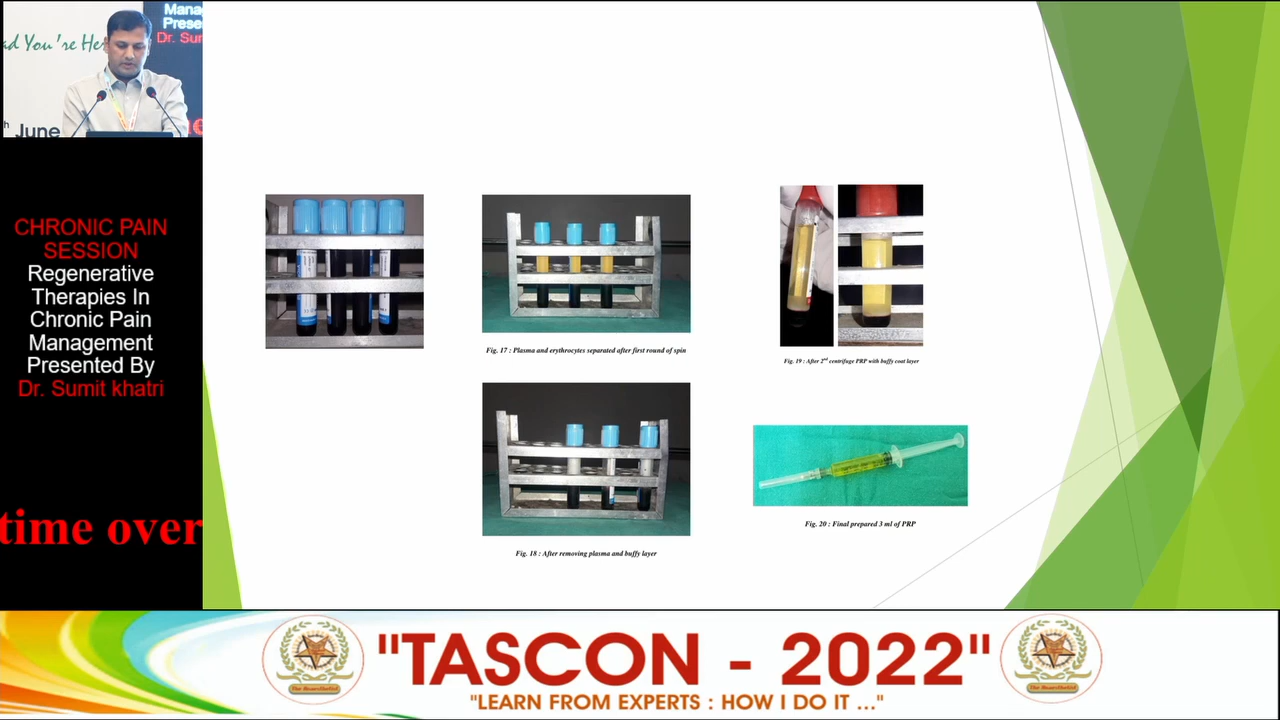 ad You're He
Mana
Prese
Dr. Sur
June
CHRONIC PAIN
SESSION
Regenerative
Therapies In
Chronic Pain
Management
Presented By
Dr. Sumit khatri
time over
Fig. 17 : Plasma and erythrocytes separated after first round of spin
Fig. 19 : After 2nd centrifuge PRP with buffy coat layer
Fig. 18 : After removing plasma and buffy layer
Fig. 20 : Final prepared 3 ml of PRP
"TASCON - 2022"
"LEARN FROM EXPERTS : HOW I DO IT ..."